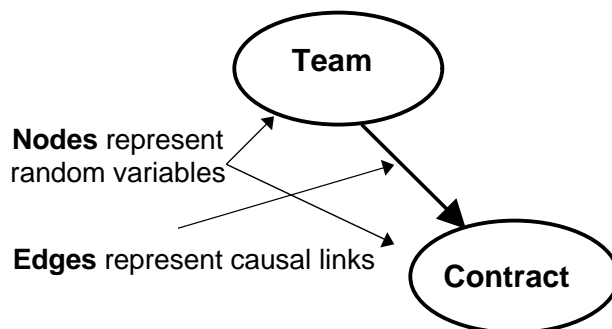 Team
Nodes represent
random variables
Edges represent causal links
Contract